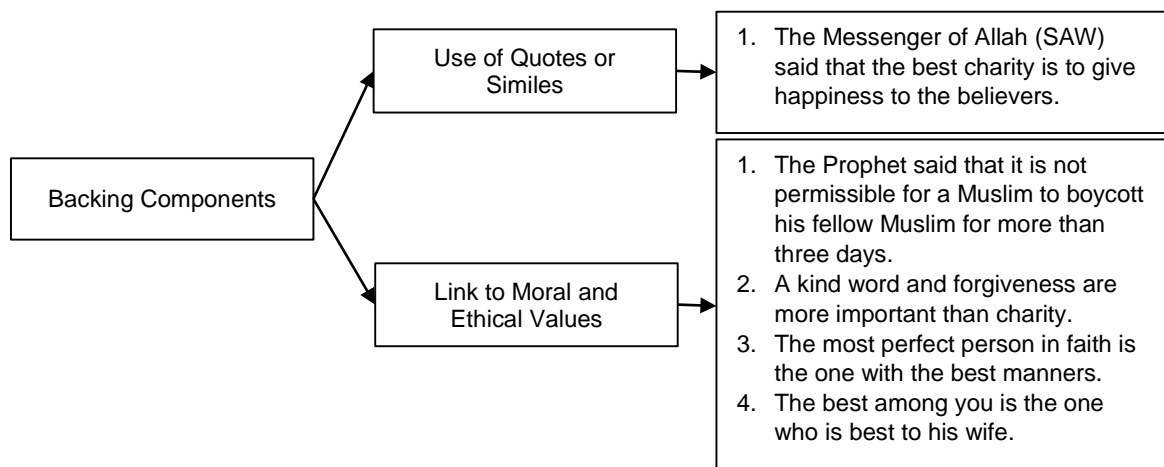 Backing Components
Use of Quotes or
Similes
1. The Messenger of Allah (SAW)
said that the best charity is to give
happiness to the believers.
Link to Moral and
Ethical Values
1. The Prophet said that it is not
permissible for a Muslim to boycott
his fellow Muslim for more than
three days.
2. A kind word and forgiveness are
more important than charity.
3. The most perfect person in faith is
the one with the best manners.
4. The best among you is the one
who is best to his wife.